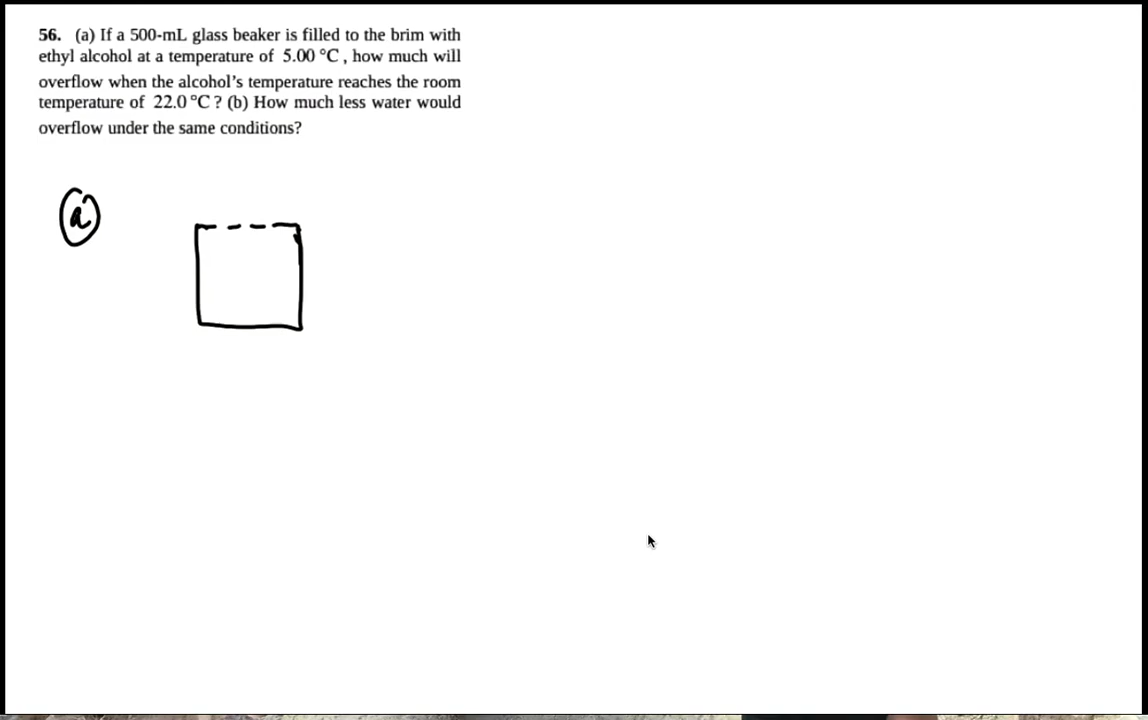 56. (a) If a 500-mL glass beaker is filled to the brim with
ethyl alcohol at a temperature of 5.00 °C , how much will
overflow when the alcohol’s temperature reaches the room
temperature of 22.0 °C ? (b) How much less water would
overflow under the same conditions?
a